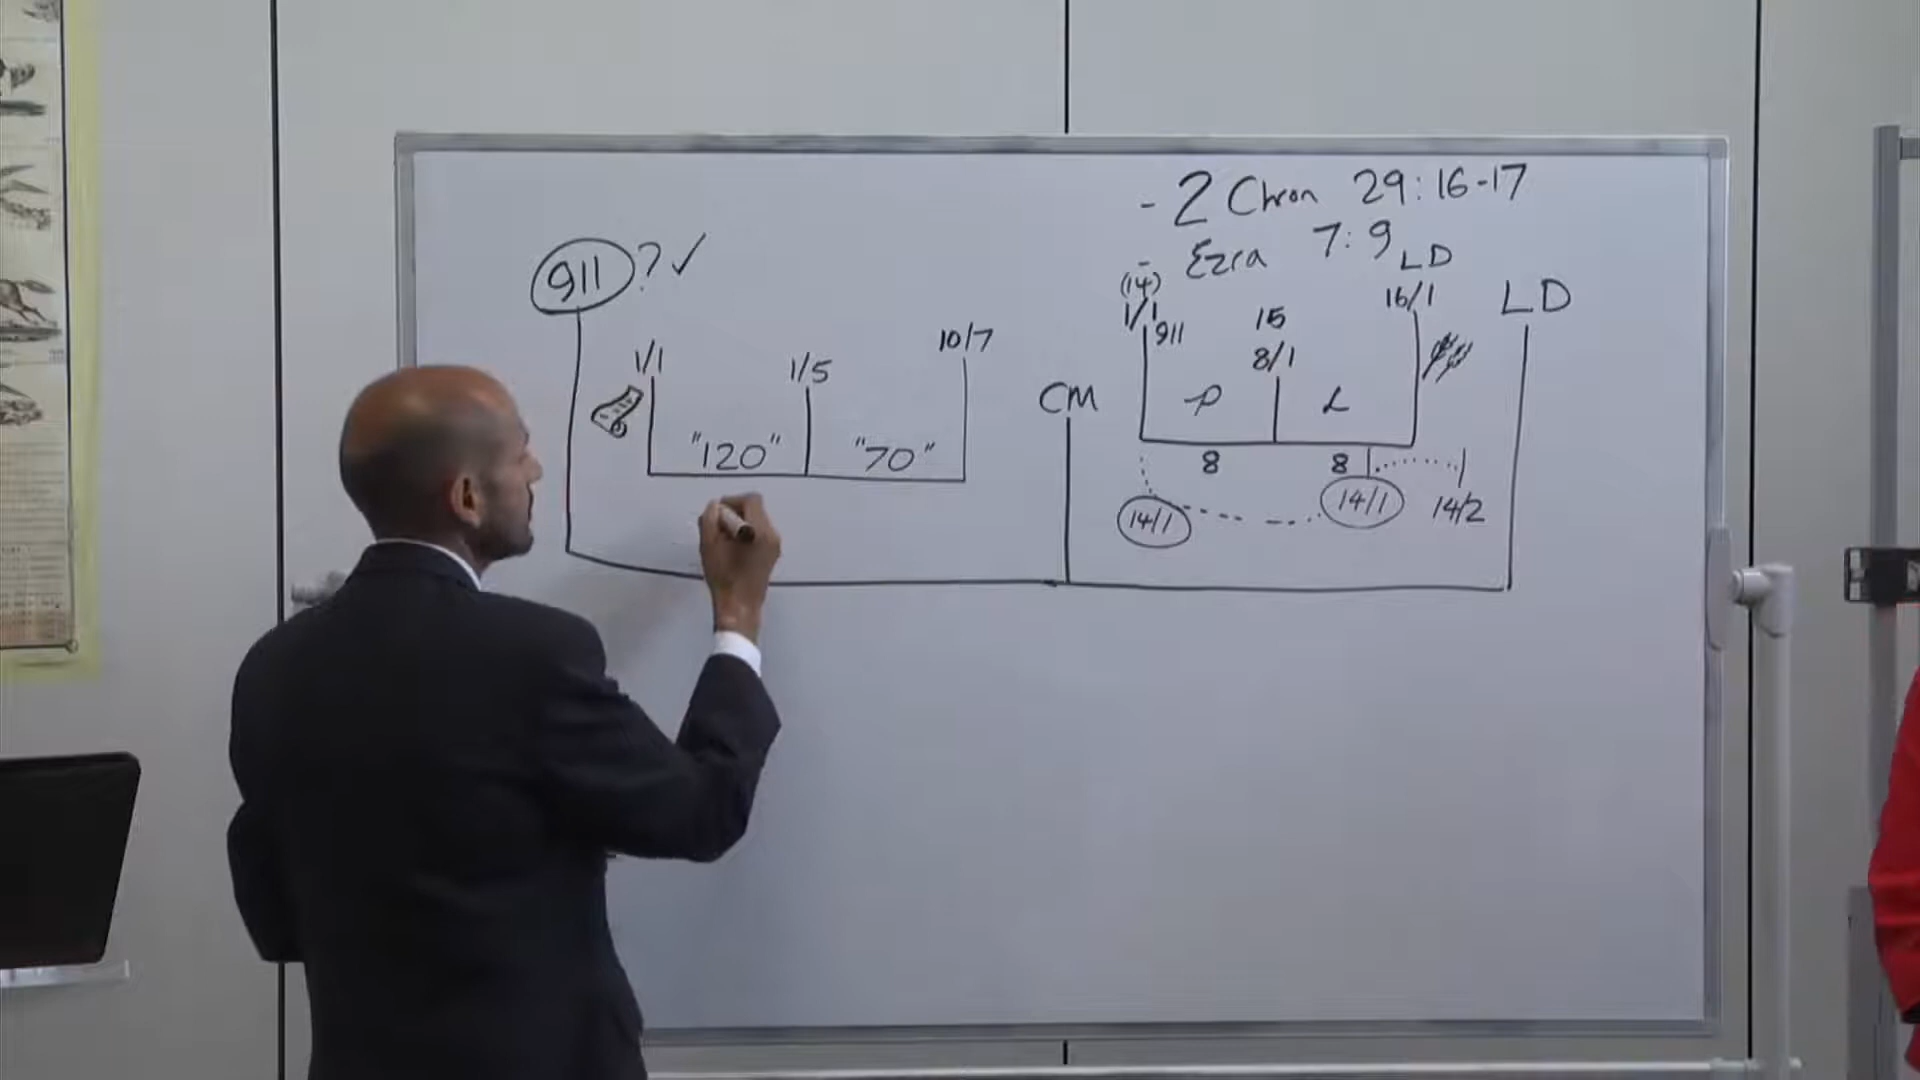 - 2 Chron 29:16-17
- Ezra 7:9
911 ? ✓
1/1
1/5
10/7
"120"
"70"
CM
(14)
1/1
911
15
8/1
LD
16/1
LD
P
L
8
8
14/1
14/1
14/2